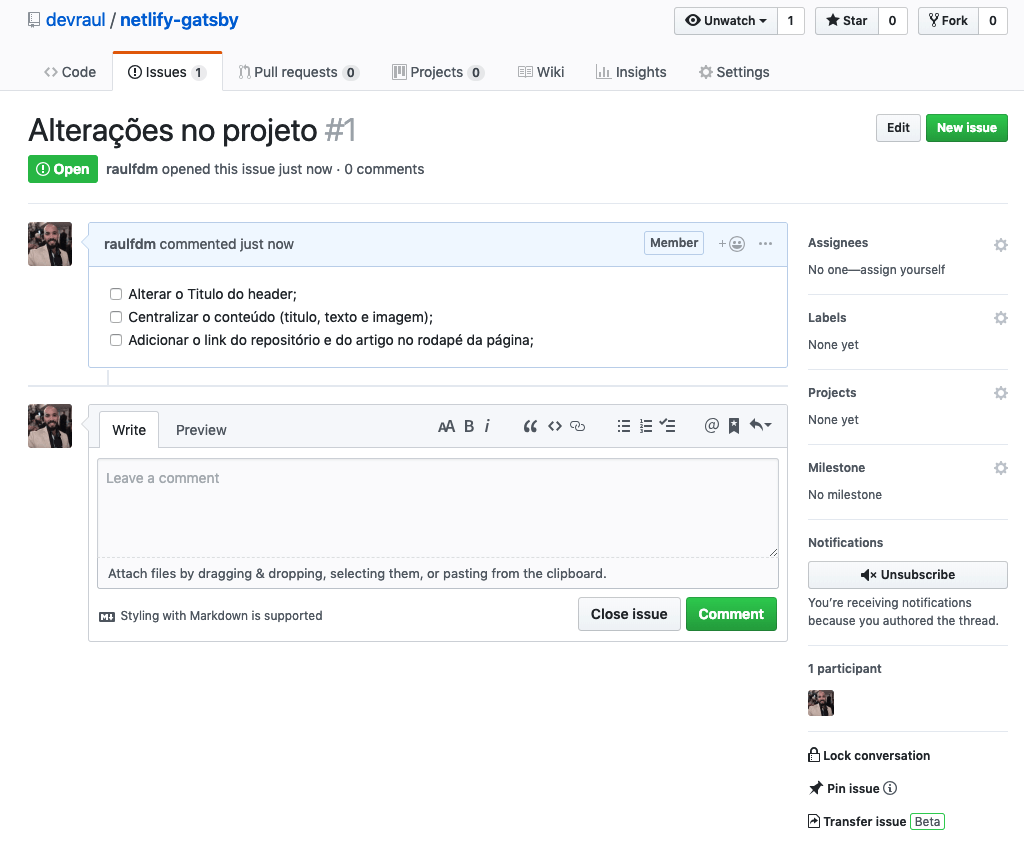 devraul / netlify-gatsby
Unwatch 1 Star 0 Fork 0
Code Issues 1 Pull requests 0 Projects 0 Wiki Insights Settings
Alterações no projeto #1
Edit New issue
Open raulfdm opened this issue just now · 0 comments
raulfdm commented just now
Member
Alterar o Titulo do header;
Centralizar o conteúdo (titulo, texto e imagem);
Adicionar o link do repositório e do artigo no rodapé da página;
Write Preview
AA B i
Leave a comment
Attach files by dragging & dropping, selecting them, or pasting from the clipboard.
Styling with Markdown is supported
Close issue Comment
Assignees
No one—assign yourself
Labels
None yet
Projects
None yet
Milestone
No milestone
Notifications
Unsubscribe
You’re receiving notifications
because you authored the thread.
1 participant
Lock conversation
Pin issue
Transfer issue Beta